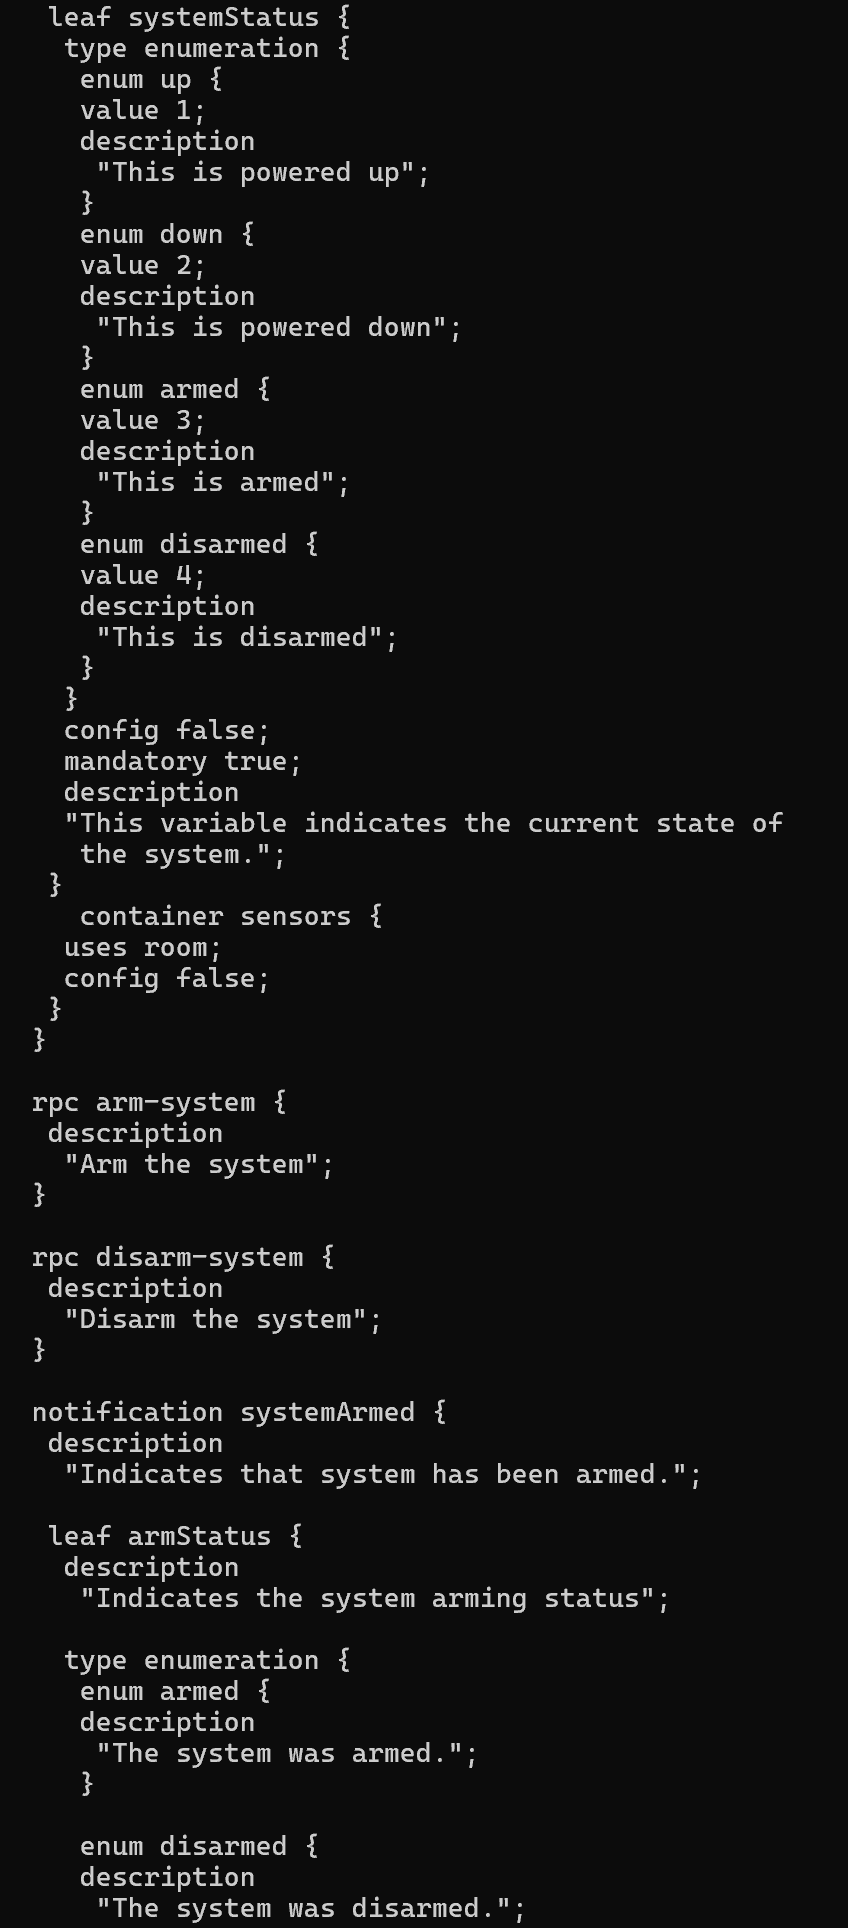 leaf systemStatus {
type enumeration {
enum up {
value 1;
description
"This is powered up";
}
enum down {
value 2;
description
"This is powered down";
}
enum armed {
value 3;
description
"This is armed";
}
enum disarmed {
value 4;
description
"This is disarmed";
}
}
config false;
mandatory true;
description
"This variable indicates the current state of
the system.";
}
container sensors {
uses room;
config false;
}
}
rpc arm-system {
description
"Arm the system";
}
rpc disarm-system {
description
"Disarm the system";
}
notification systemArmed {
description
"Indicates that system has been armed.";
leaf armStatus {
description
"Indicates the system arming status";
type enumeration {
enum armed {
description
"The system was armed.";
}
enum disarmed {
description
"The system was disarmed.";